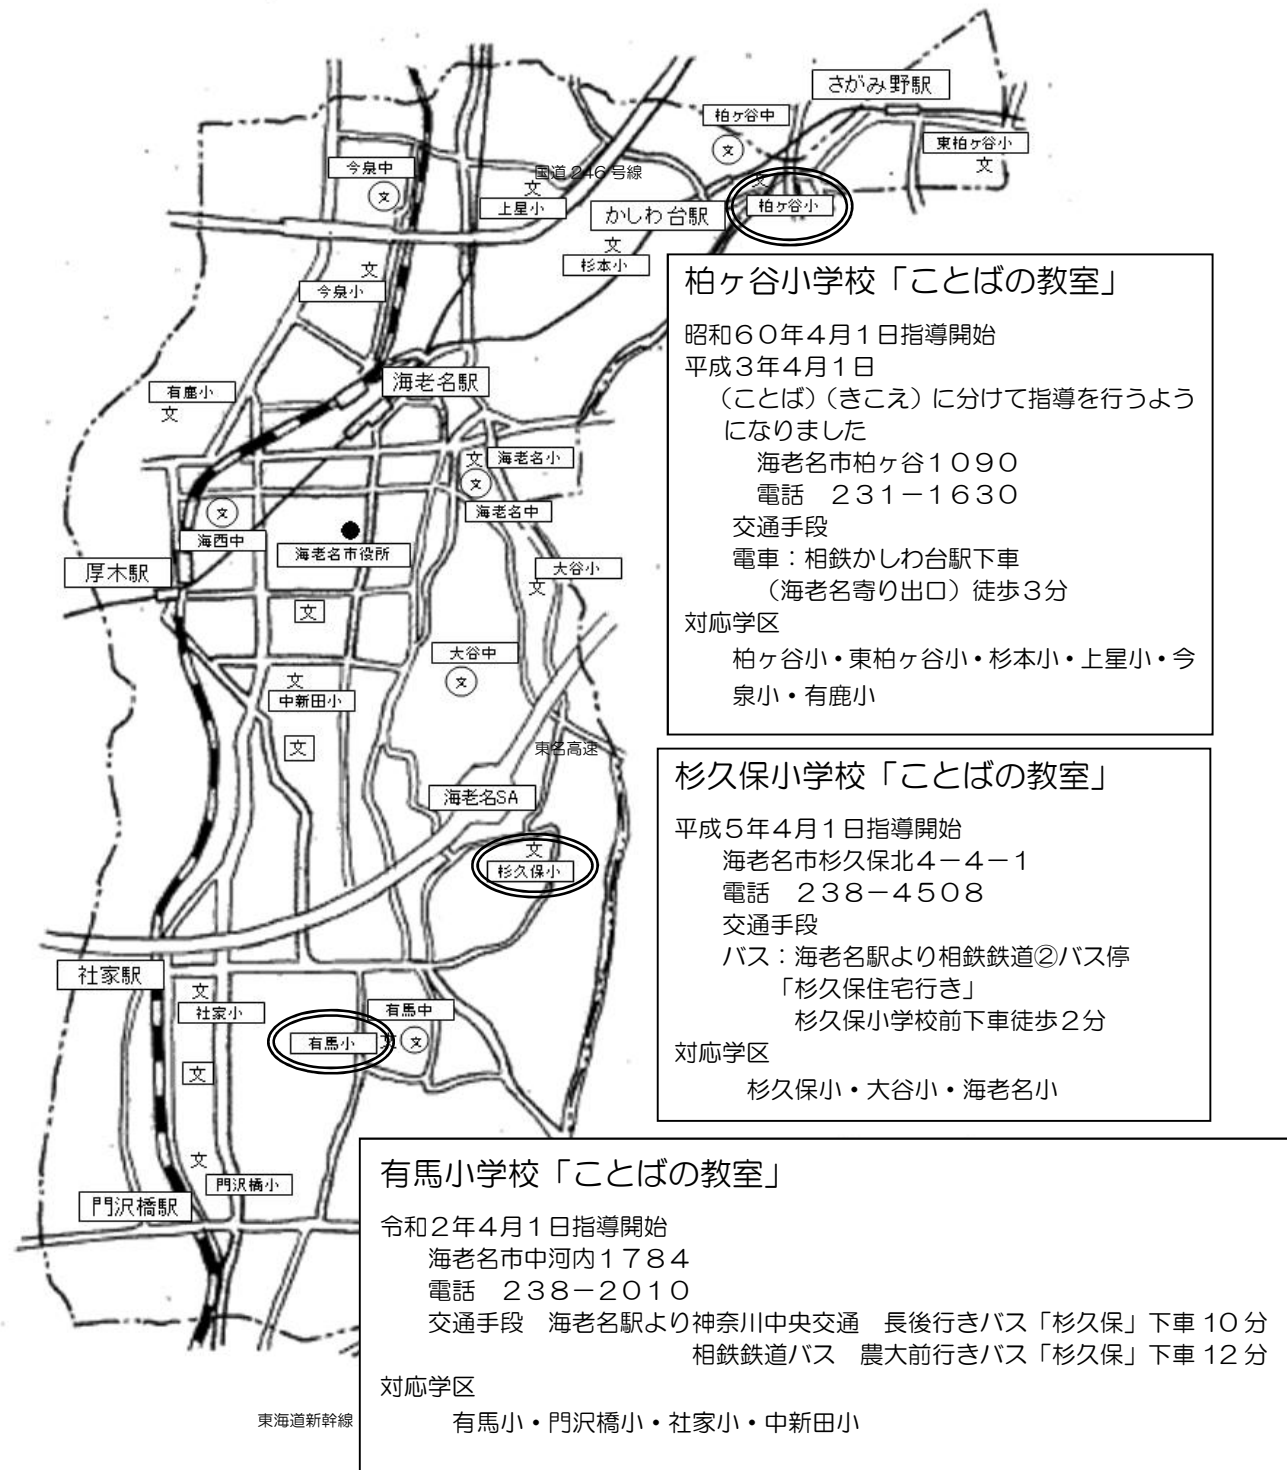 さがみ野駅
柏ヶ谷中
東柏ヶ谷小
文
文
今泉中
文
国道246号線
文
上星小
文
柏ヶ谷小
かしわ台駅
文
杉本小
文
今泉小
海老名駅
有鹿小
文
文
海老名小
文
海老名中
文
海西中
海老名市役所
厚木駅
大谷小
文
文
大谷中
文
文
中新田小
文
東名高速
海老名SA
文
杉久保小
社家駅
文
社家小
有馬中
有馬小
文
文
文
文
門沢橋小
門沢橋駅
東海道新幹線
柏ヶ谷小学校「ことばの教室」
昭和60年4月1日指導開始
平成3年4月1日
(ことば)(きこえ)に分けて指導を行うよう
になりました
海老名市柏ヶ谷1090
電話 231-1630
交通手段
電車:相鉄かしわ台駅下車
(海老名寄り出口)徒歩3分
対応学区
柏ヶ谷小・東柏ヶ谷小・杉本小・上星小・今
泉小・有鹿小
杉久保小学校「ことばの教室」
平成5年4月1日指導開始
海老名市杉久保北4-4-1
電話 238-4508
交通手段
バス:海老名駅より相鉄鉄道②バス停
「杉久保住宅行き」
杉久保小学校前下車徒歩2分
対応学区
杉久保小・大谷小・海老名小
有馬小学校「ことばの教室」
令和2年4月1日指導開始
海老名市中河内1784
電話 238-2010
交通手段 海老名駅より神奈川中央交通 長後行きバス「杉久保」下車10分
相鉄鉄道バス 農大前行きバス「杉久保」下車12分
対応学区
有馬小・門沢橋小・社家小・中新田小